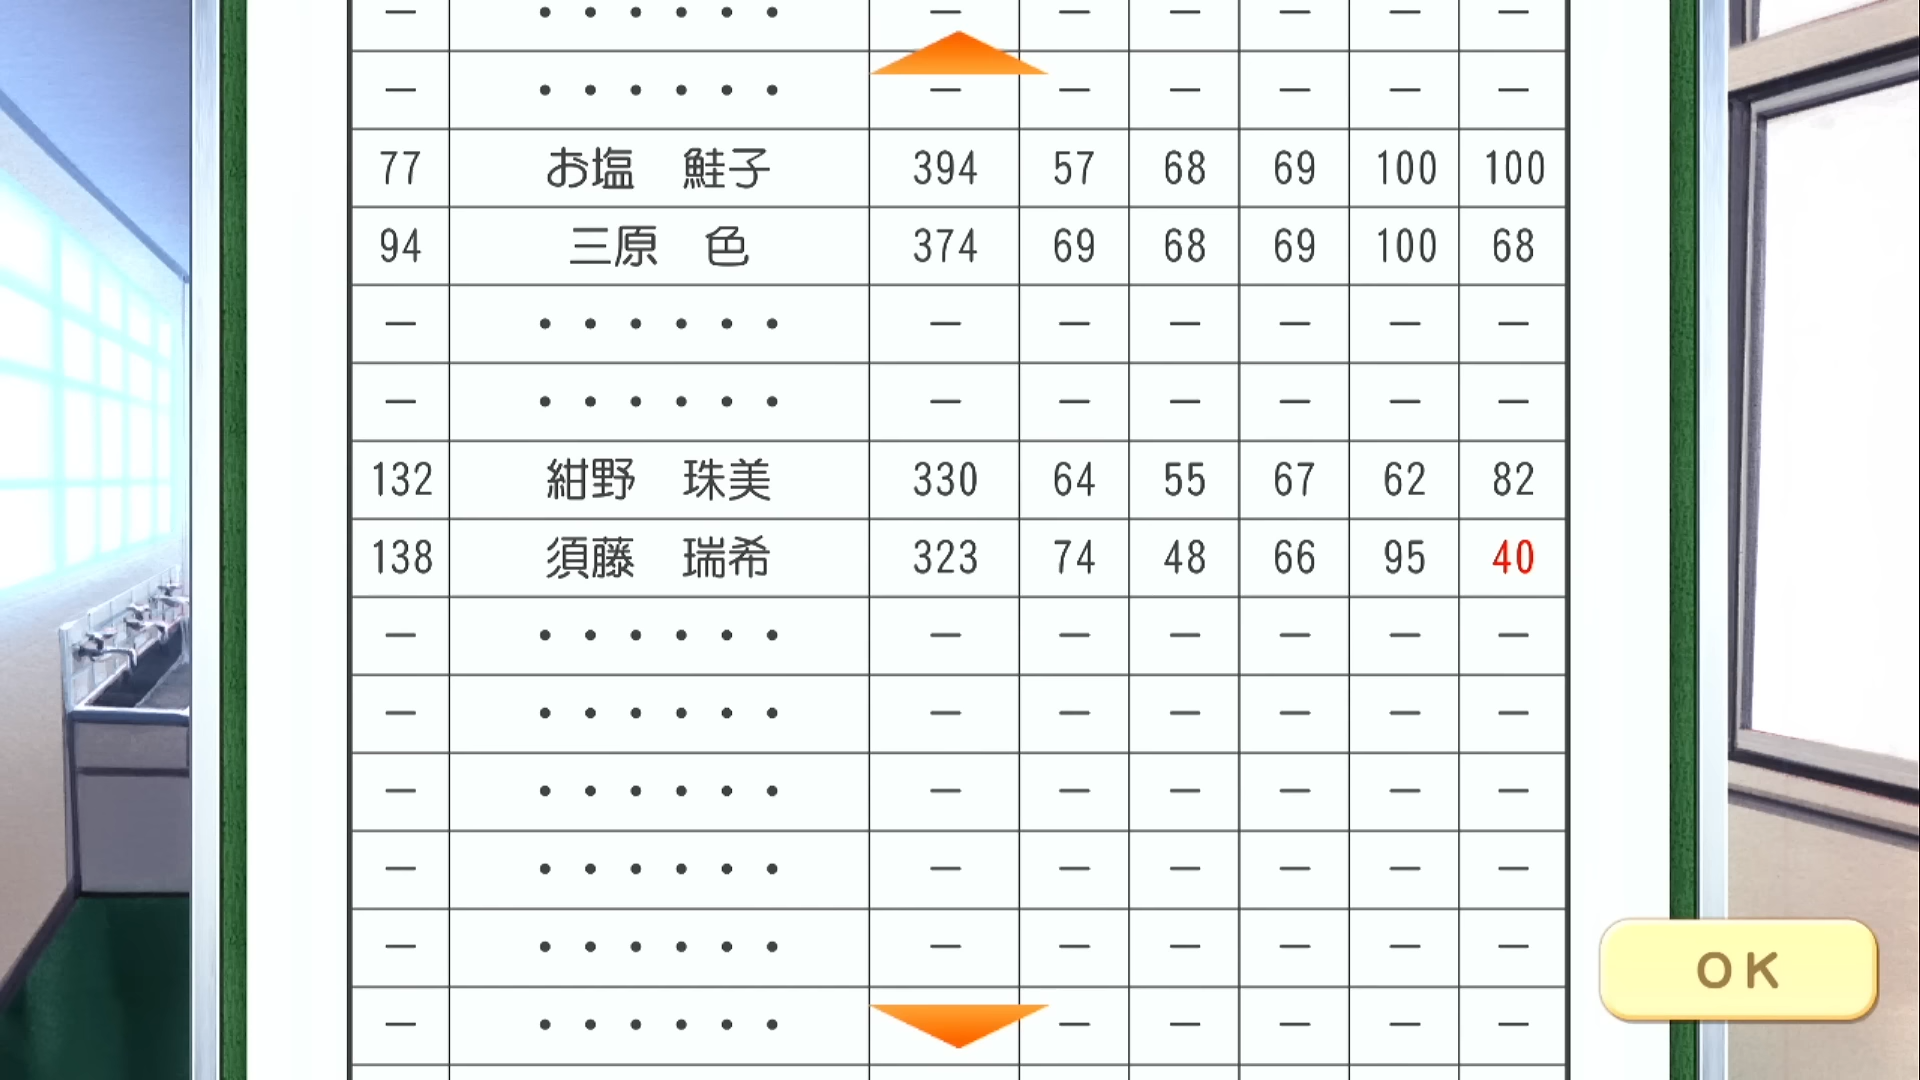 — ・・・・・・ — — — — — —
— ・・・・・・ — — — — — —
77 お塩　鮭子 394 57 68 69 100 100
94 三原　色 374 69 68 69 100 68
— ・・・・・・ — — — — — —
— ・・・・・・ — — — — — —
132 紺野　珠美 330 64 55 67 62 82
138 須藤　瑞希 323 74 48 66 95 40
— ・・・・・・ — — — — — —
— ・・・・・・ — — — — — —
— ・・・・・・ — — — — — —
— ・・・・・・ — — — — — —
— ・・・・・・ — — — — — —
— ・・・・・・ — — — — —
OK